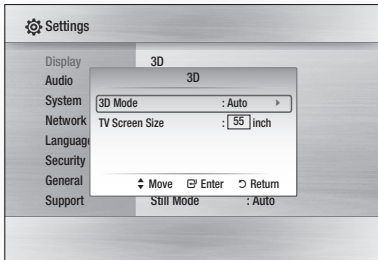 Settings
Display
3D
Audio
3D
System
3D Mode : Auto
Network
TV Screen Size : 55 inch
Language
Security
General
Move Enter Return
Support
Still Mode : Auto